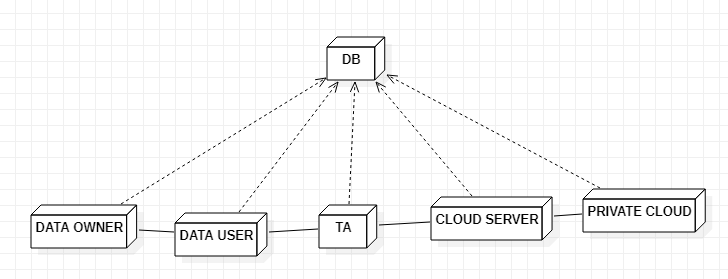 DB
DATA OWNER
DATA USER
TA
CLOUD SERVER
PRIVATE CLOUD